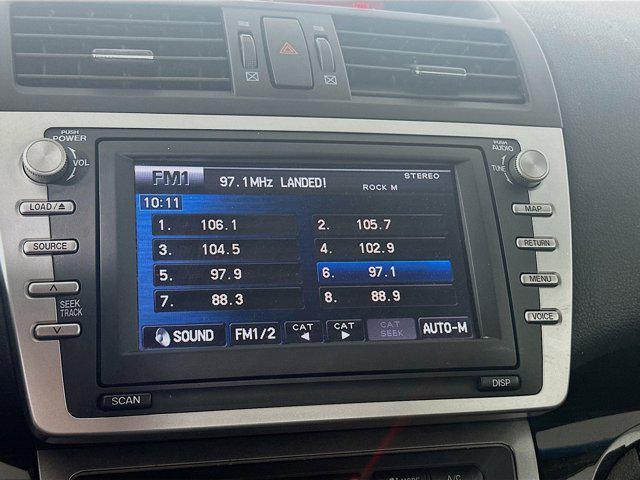 PUSH
POWER
VOL
LOAD/⏏
SOURCE
SEEK
TRACK
SCAN
FM1 97.1MHz LANDED! STEREO
ROCK M
10:11
1. 106.1 2. 105.7
3. 104.5 4. 102.9
5. 97.9 6. 97.1
7. 88.3 8. 88.9
SOUND FM1/2 CAT ◀ CAT ▶ CAT SEEK AUTO-M
PUSH
AUDIO
TUNE
MAP
RETURN
MENU
VOICE
DISP
MODE A/C